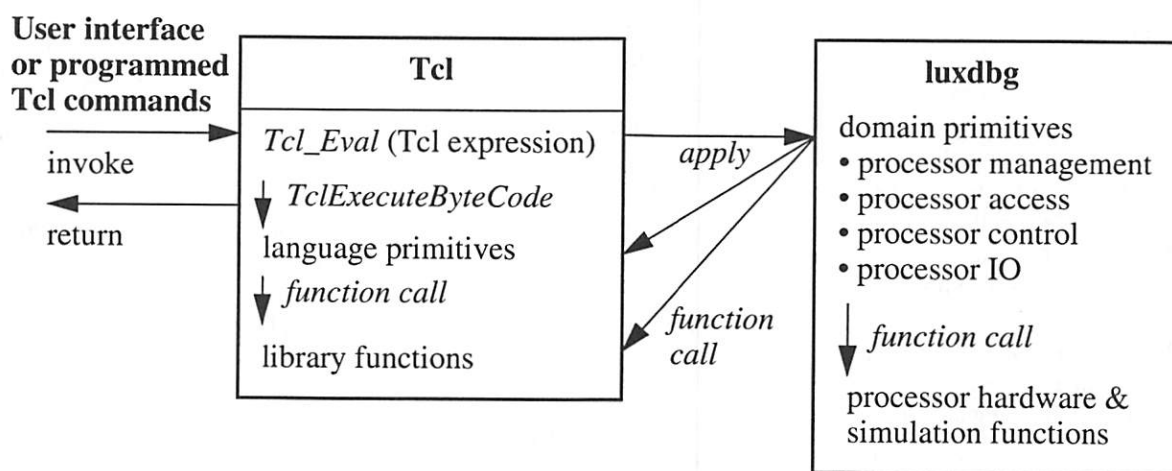 User interface
or programmed
Tcl commands
invoke
return
Tcl
Tcl_Eval (Tcl expression)
TclExecuteByteCode
language primitives
function call
library functions
apply
function
call
luxdbg
domain primitives
• processor management
• processor access
• processor control
• processor IO
function call
processor hardware &
simulation functions